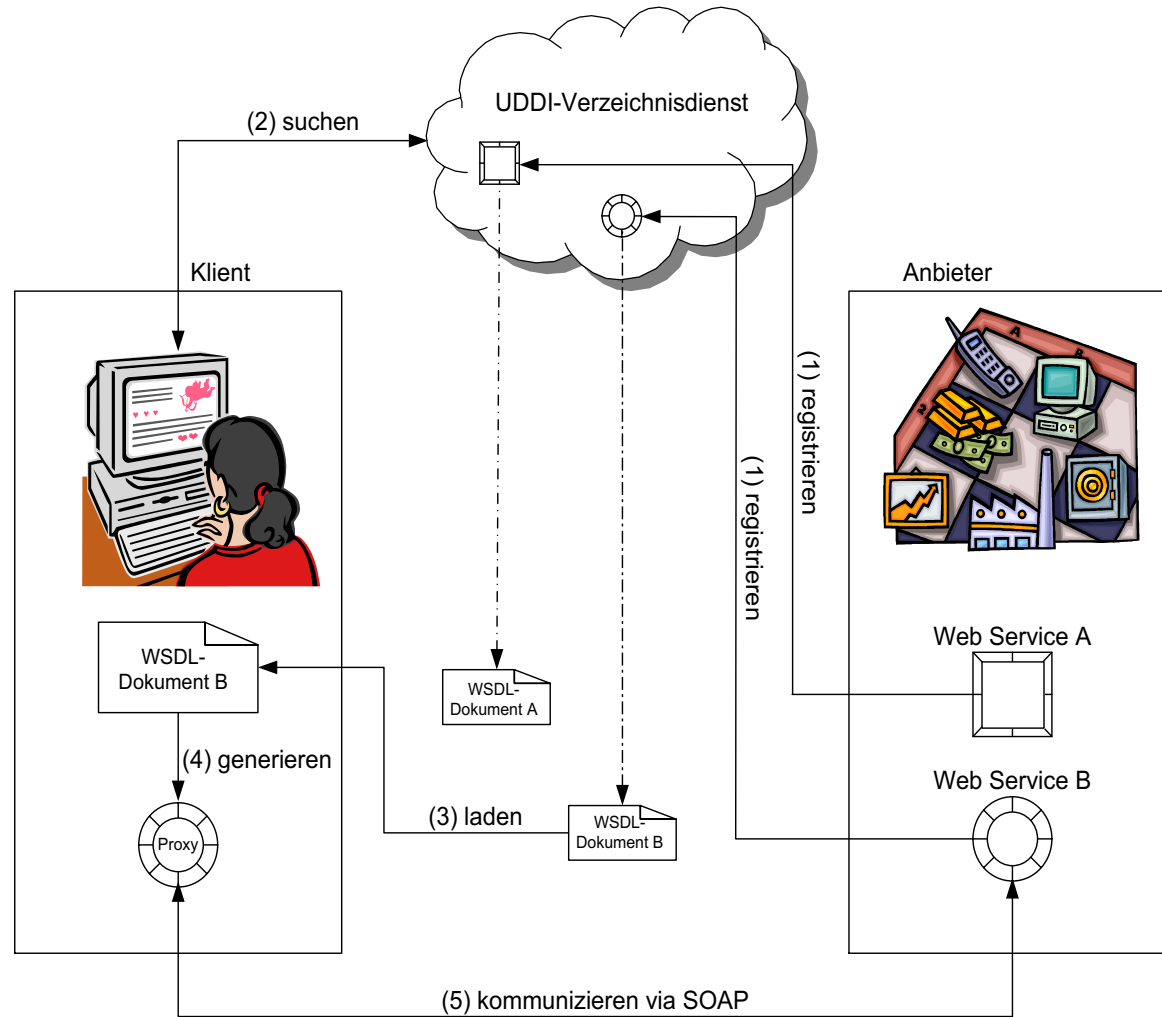 UDDI-Verzeichnisdienst
(2) suchen
Klient
Anbieter
A
B
2
(1) registrieren
(1) registrieren
WSDL-
Dokument B
WSDL-
Dokument A
Web Service A
(4) generieren
Web Service B
(3) laden
WSDL-
Dokument B
Proxy
(5) kommunizieren via SOAP